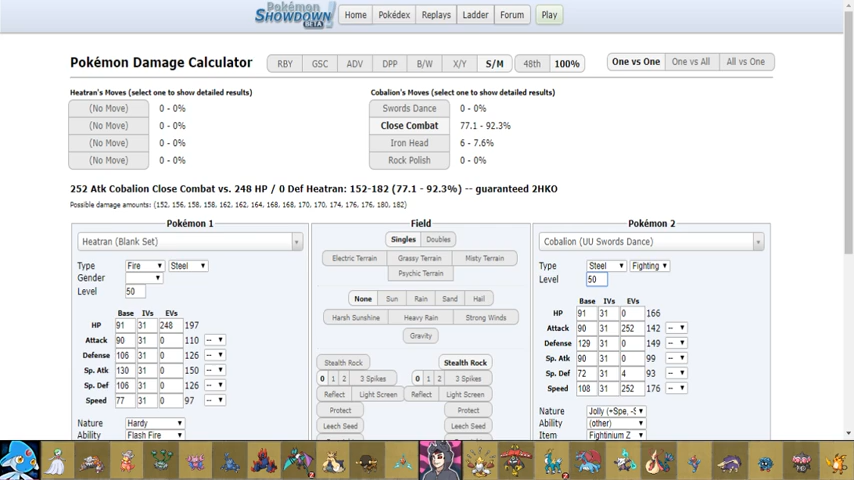 Pokémon SHOWDOWN! BETA Home Pokédex Replays Ladder Forum Play
Pokémon Damage Calculator RBY GSC ADV DPP B/W X/Y S/M 48th 100% One vs One One vs All All vs One
Heatran's Moves (select one to show detailed results) Cobalion's Moves (select one to show detailed results)
(No Move) 0 - 0% Swords Dance 0 - 0%
(No Move) 0 - 0% Close Combat 77.1 - 92.3%
(No Move) 0 - 0% Iron Head 6 - 7.6%
(No Move) 0 - 0% Rock Polish 0 - 0%
252 Atk Cobalion Close Combat vs. 248 HP / 0 Def Heatran: 152-182 (77.1 - 92.3%) -- guaranteed 2HKO
Possible damage amounts: (152, 156, 158, 158, 162, 162, 164, 168, 168, 170, 170, 174, 176, 176, 180, 182)
Pokémon 1
Heatran (Blank Set)
Type Fire Steel
Gender
Level 50
Base IVs EVs
HP 91 31 248 197
Attack 90 31 0 110 --
Defense 106 31 0 126 --
Sp. Atk 130 31 0 150 --
Sp. Def 106 31 0 126 --
Speed 77 31 0 97 --
Nature Hardy
Ability Flash Fire
Field
Singles Doubles
Electric Terrain Grassy Terrain Misty Terrain
Psychic Terrain
None Sun Rain Sand Hail
Harsh Sunshine Heavy Rain Strong Winds
Gravity
Stealth Rock Stealth Rock
0 1 2 3 Spikes 0 1 2 3 Spikes
Reflect Light Screen Reflect Light Screen
Protect Protect
Leech Seed Leech Seed
Pokémon 2
Cobalion (UU Swords Dance)
Type Steel Fighting
Level 50
Base IVs EVs
HP 91 31 0 166
Attack 90 31 252 142 --
Defense 129 31 0 149 --
Sp. Atk 90 31 0 99 --
Sp. Def 72 31 4 93 --
Speed 108 31 252 176 --
Nature Jolly (+Spe, -S
Ability (other)
Item Fightinium Z